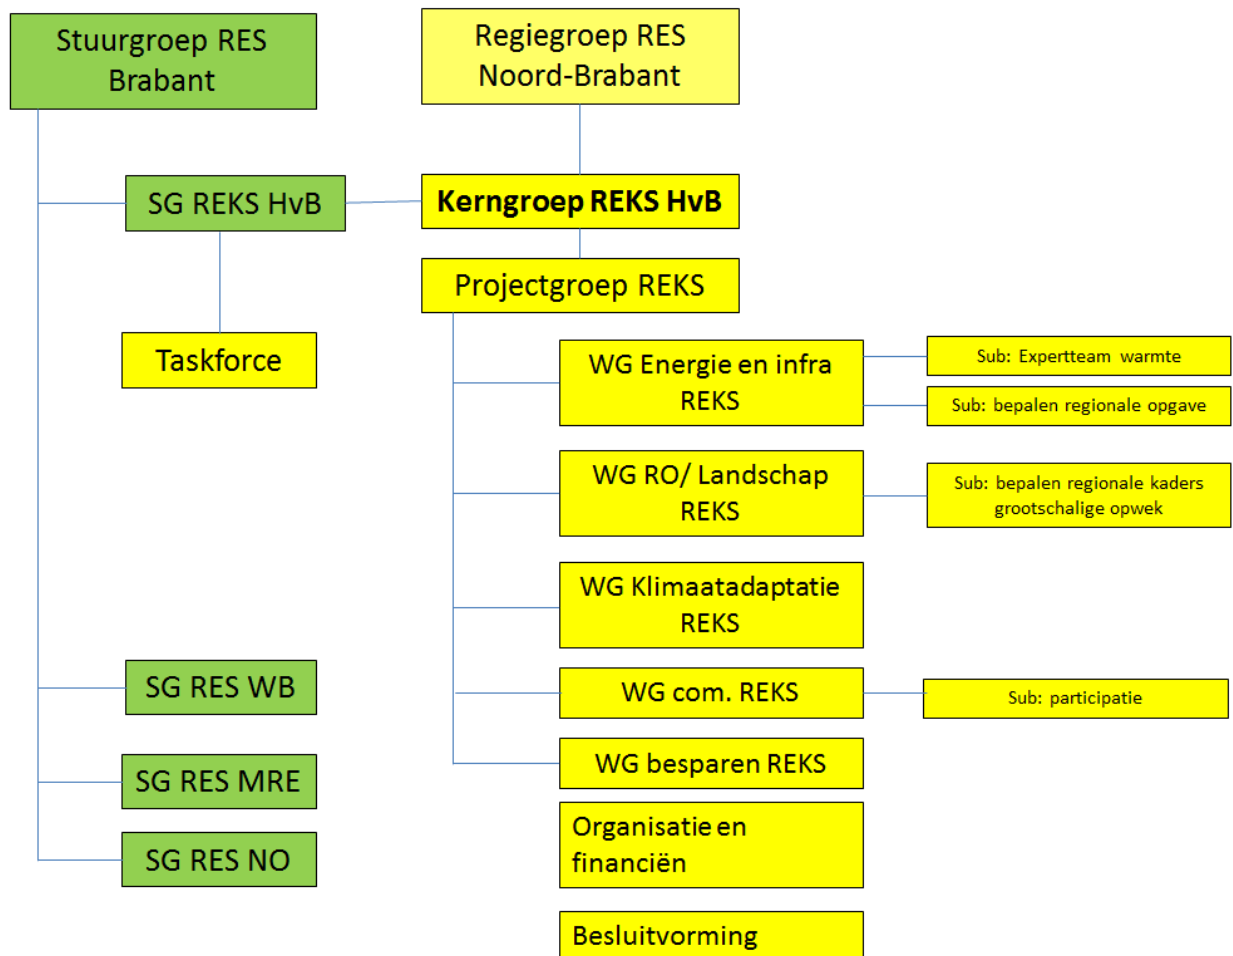 Stuurgroep RES
Brabant
Regiegroep RES
Noord-Brabant
SG REKS HvB
Kerngroep REKS HvB
Projectgroep REKS
Taskforce
WG Energie en infra
REKS
Sub: Expertteam warmte
Sub: bepalen regionale opgave
WG RO/ Landschap
REKS
Sub: bepalen regionale kaders
grootschalige opwek
WG Klimaatadaptatie
REKS
SG RES WB
WG com. REKS
Sub: participatie
SG RES MRE
WG besparen REKS
SG RES NO
Organisatie en
financiën
Besluitvorming